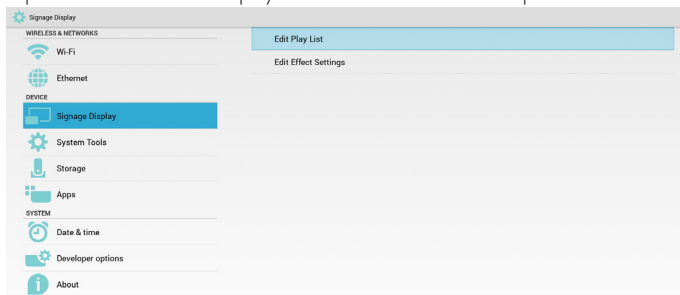 Signage Display
WIRELESS & NETWORKS
Wi-Fi
Ethernet
DEVICE
Signage Display
System Tools
Storage
Apps
SYSTEM
Date & time
Developer options
About
Edit Play List
Edit Effect Settings